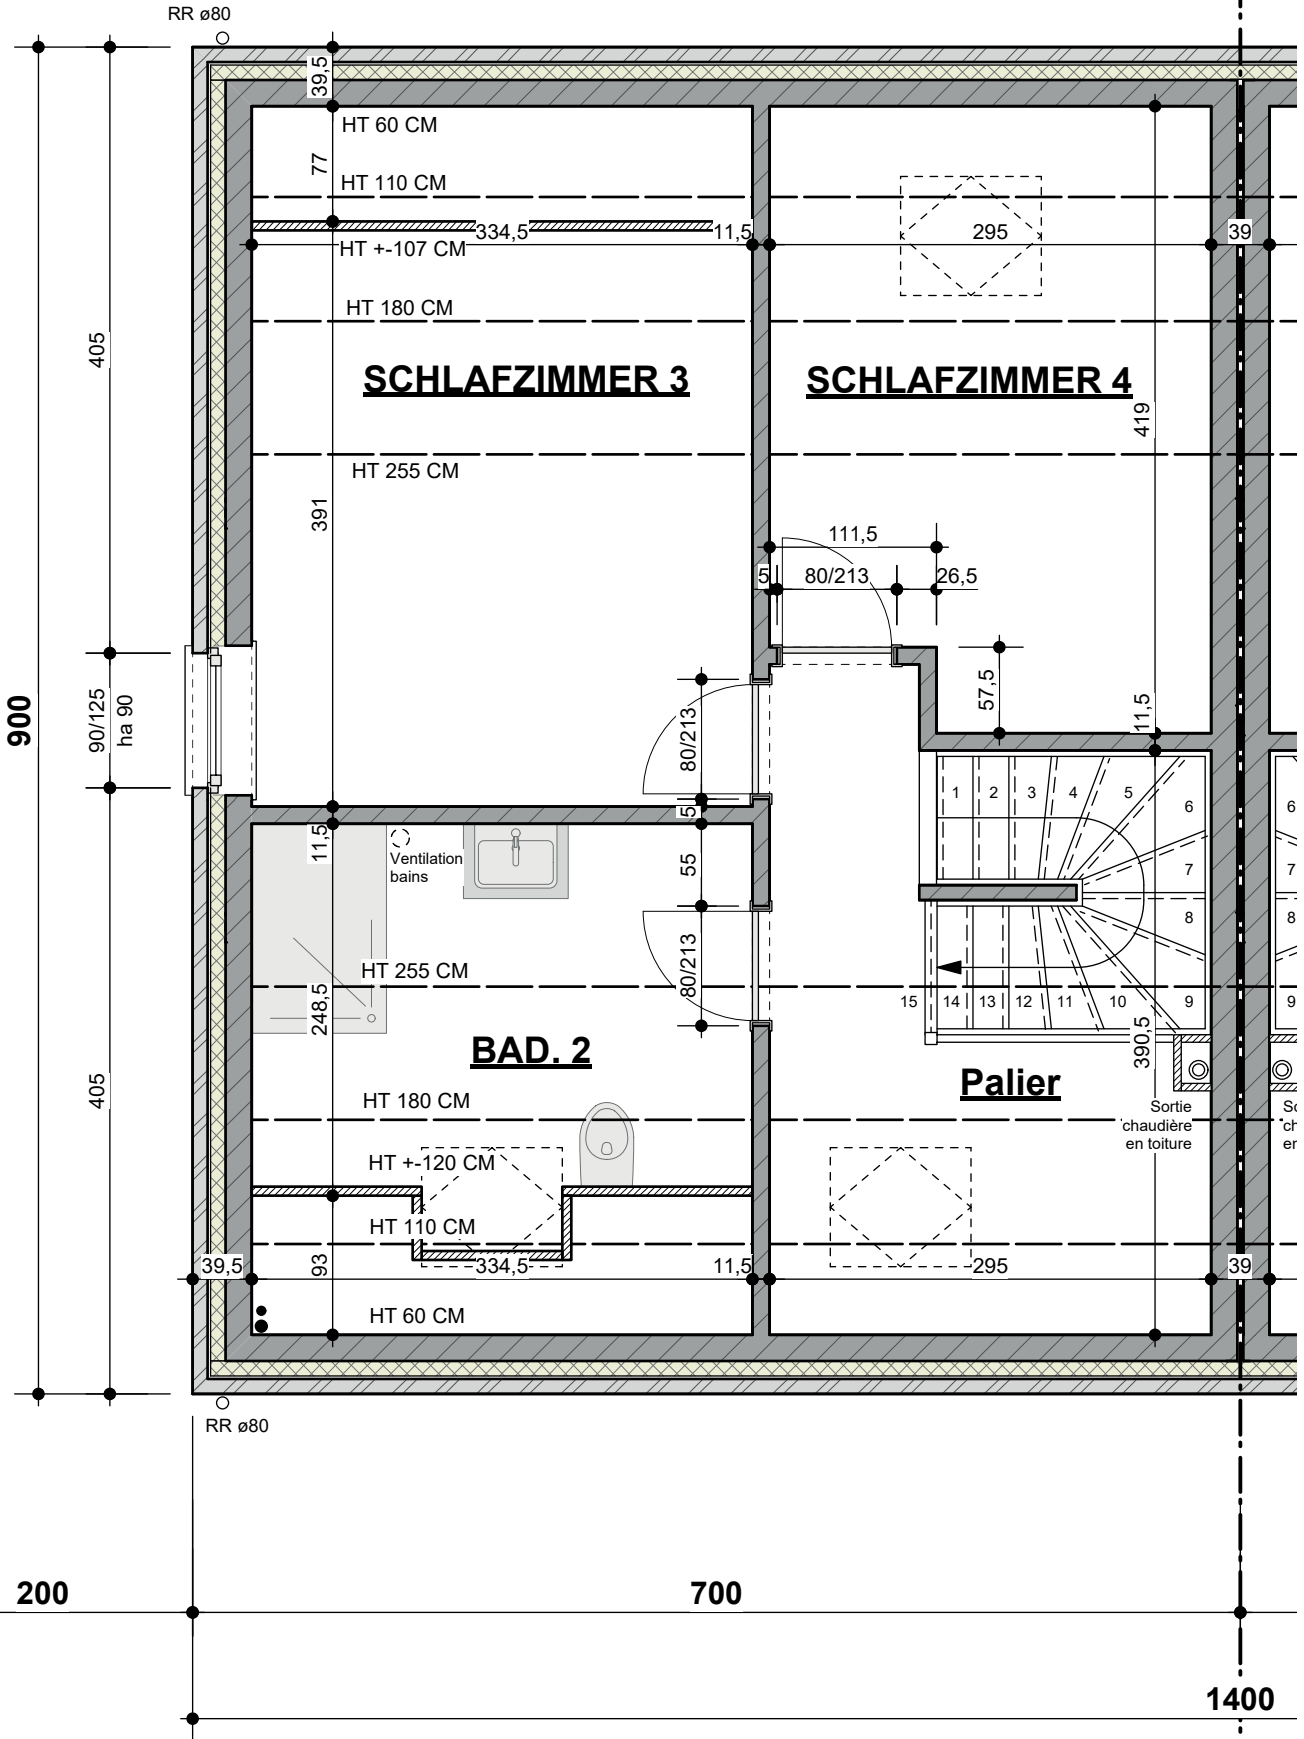 RR ø80
39,5
HT 60 CM
77
HT 110 CM
334,5
11,5
295
39
HT +-107 CM
HT 180 CM
405
SCHLAFZIMMER 3
SCHLAFZIMMER 4
419
HT 255 CM
391
111,5
5
80/213
26,5
57,5
11,5
900
90/125
ha 90
80/213
5
1
2
3
4
5
6
6
11,5
Ventilation
bains
55
7
7
8
8
HT 255 CM
80/213
248,5
15
14
13
12
11
10
9
9
390,5
BAD. 2
Palier
405
HT 180 CM
Sortie
chaudière
en toiture
So
ch
en
HT +-120 CM
HT 110 CM
39,5
93
334,5
11,5
295
39
HT 60 CM
RR ø80
200
700
1400